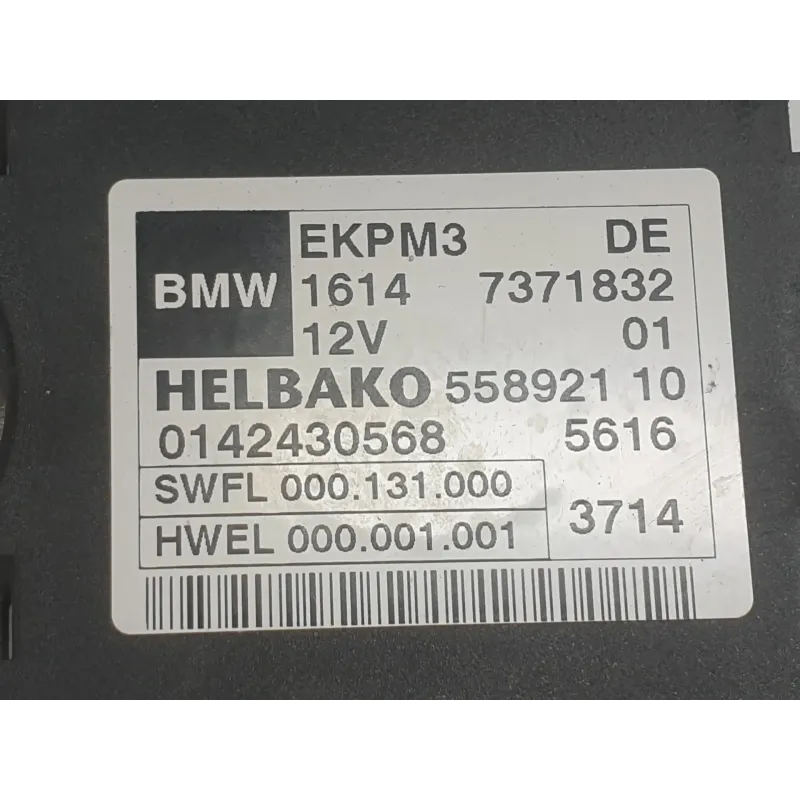 EKPM3 DE
BMW 1614 7371832
12V 01
HELBAKO 558921 10
0142430568 5616
SWFL 000.131.000
HWEL 000.001.001 3714